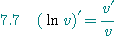 7.7 ( ln v)′ = v′/v